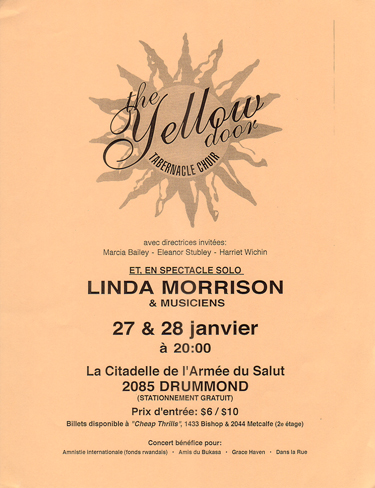 the
Yellow
door
TABERNACLE CHOIR
avec directrices invitées:
Marcia Bailey - Eleanor Stubley - Harriet Wichin
ET, EN SPECTACLE SOLO
LINDA MORRISON
& MUSICIENS
27 & 28 janvier
à 20:00
La Citadelle de l'Armée du Salut
2085 DRUMMOND
(STATIONNEMENT GRATUIT)
Prix d'entrée: $6 / $10
Billets disponible à "Cheap Thrills", 1433 Bishop & 2044 Metcalfe (2e étage)
Concert bénéfice pour:
Amnistie internationale (fonds rwandais) - Amis du Bukasa - Grace Haven - Dans la Rue